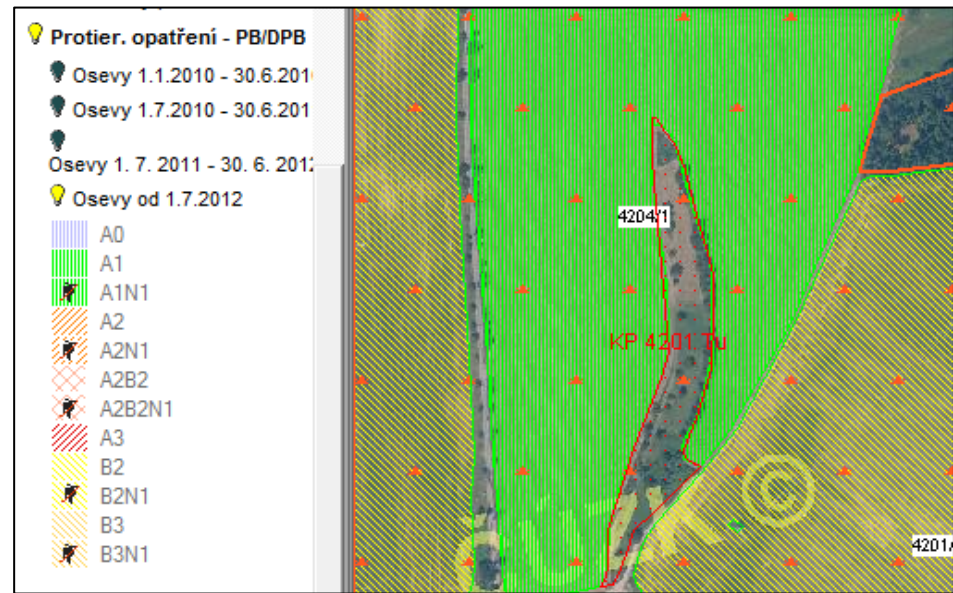 Protier. opatření - PB/DPB
Osevy 1.1.2010 - 30.6.201
Osevy 1.7.2010 - 30.6.201
Osevy 1. 7. 2011 - 30. 6. 2012
Osevy od 1.7.2012
A0
A1
A1N1
A2
A2N1
A2B2
A2B2N1
A3
B2
B2N1
B3
B3N1
4204/1
KP 4201 Tu
ČÚZK ©
4201/